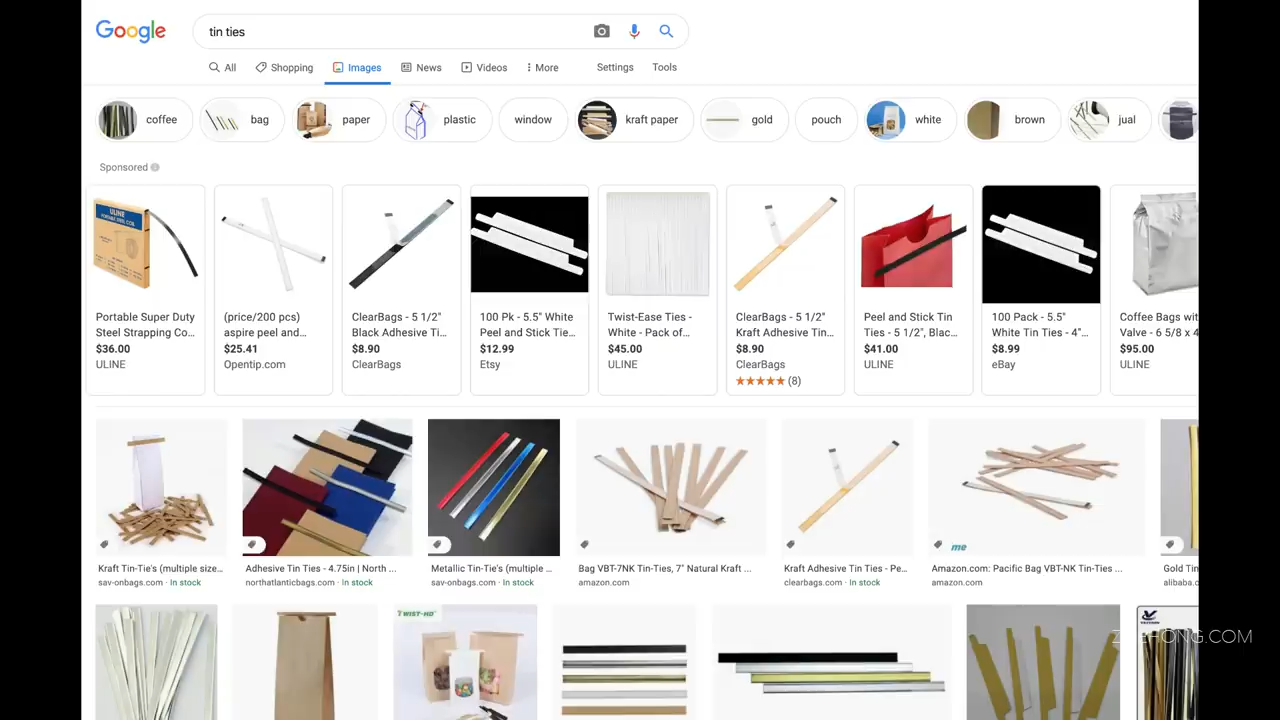 Google
tin ties
All
Shopping
Images
News
Videos
More
Settings
Tools
coffee
bag
paper
plastic
window
kraft paper
gold
pouch
white
brown
jual
Sponsored
ULINE
Portable Super Duty
Steel Strapping Co...
$36.00
ULINE
(price/200 pcs)
aspire peel and...
$25.41
Opentip.com
ClearBags - 5 1/2"
Black Adhesive Ti...
$8.90
ClearBags
100 Pk - 5.5" White
Peel and Stick Tie...
$12.99
Etsy
Twist-Ease Ties -
White - Pack of...
$45.00
ULINE
ClearBags - 5 1/2"
Kraft Adhesive Tin...
$8.90
ClearBags
(8)
Peel and Stick Tin
Ties - 5 1/2", Blac...
$41.00
ULINE
100 Pack - 5.5"
White Tin Ties - 4"...
$8.99
eBay
Coffee Bags wit
Valve - 6 5/8 x 4
$95.00
ULINE
Kraft Tin-Tie's (multiple size...
sav-onbags.com · In stock
Adhesive Tin Ties - 4.75in | North ...
northatlanticbags.com · In stock
Metallic Tin-Tie's (multiple ...
sav-onbags.com · In stock
Bag VBT-7NK Tin-Ties, 7" Natural Kraft ...
amazon.com
Kraft Adhesive Tin Ties - Pe...
clearbags.com · In stock
me
Amazon.com: Pacific Bag VBT-NK Tin-Ties ...
amazon.com
Gold Tin
alibaba.c
TWIST-HD